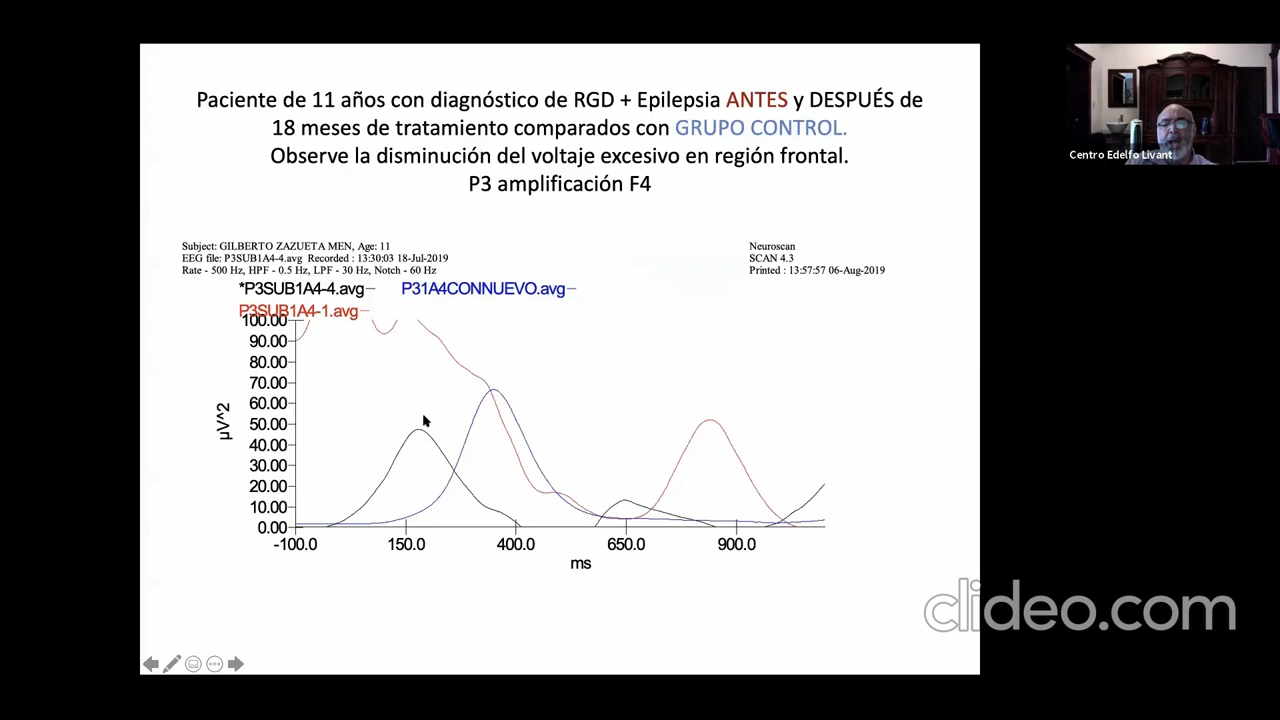 Paciente de 11 años con diagnóstico de RGD + Epilepsia ANTES y DESPUÉS de
18 meses de tratamiento comparados con GRUPO CONTROL.
Observe la disminución del voltaje excesivo en región frontal.
P3 amplificación F4
Centro Edelfo Livant
Subject: GILBERTO ZAZUETA MEN, Age: 11
EEG file: P3SUB1A4-4.avg Recorded : 13:30:03 18-Jul-2019
Rate - 500 Hz, HPF - 0.5 Hz, LPF - 30 Hz, Notch - 60 Hz
Neuroscan
SCAN 4.3
Printed : 13:57:57 06-Aug-2019
*P3SUB1A4-4.avg
P31A4CONNUEVO.avg
P3SUB1A4-1.avg
100.00
90.00
80.00
70.00
60.00
50.00
40.00
30.00
20.00
10.00
0.00
µV^2
-100.0 150.0 400.0 650.0 900.0
ms
clideo.com